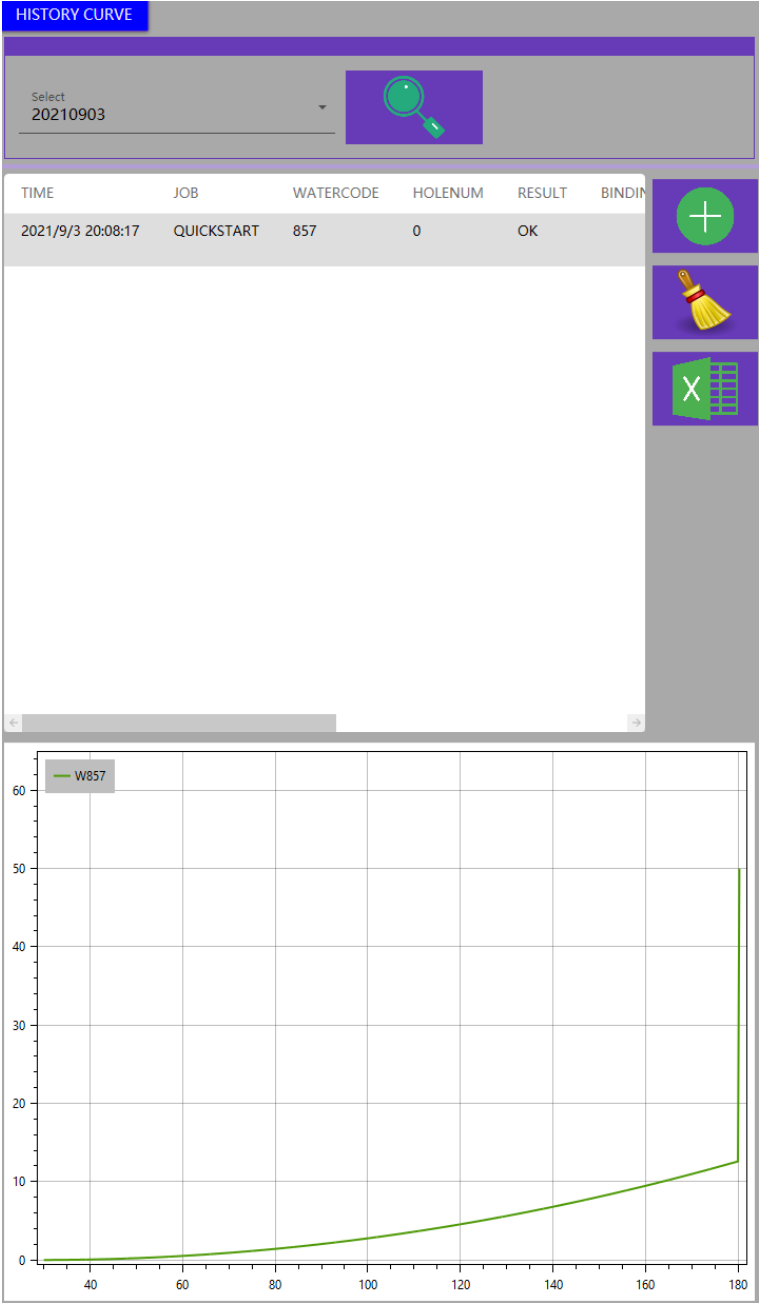 HISTORY CURVE
Select
20210903
TIME JOB WATERCODE HOLENUM RESULT BINDIN
2021/9/3 20:08:17 QUICKSTART 857 0 OK
X
W857
60
50
40
30
20
10
0
40 60 80 100 120 140 160 180